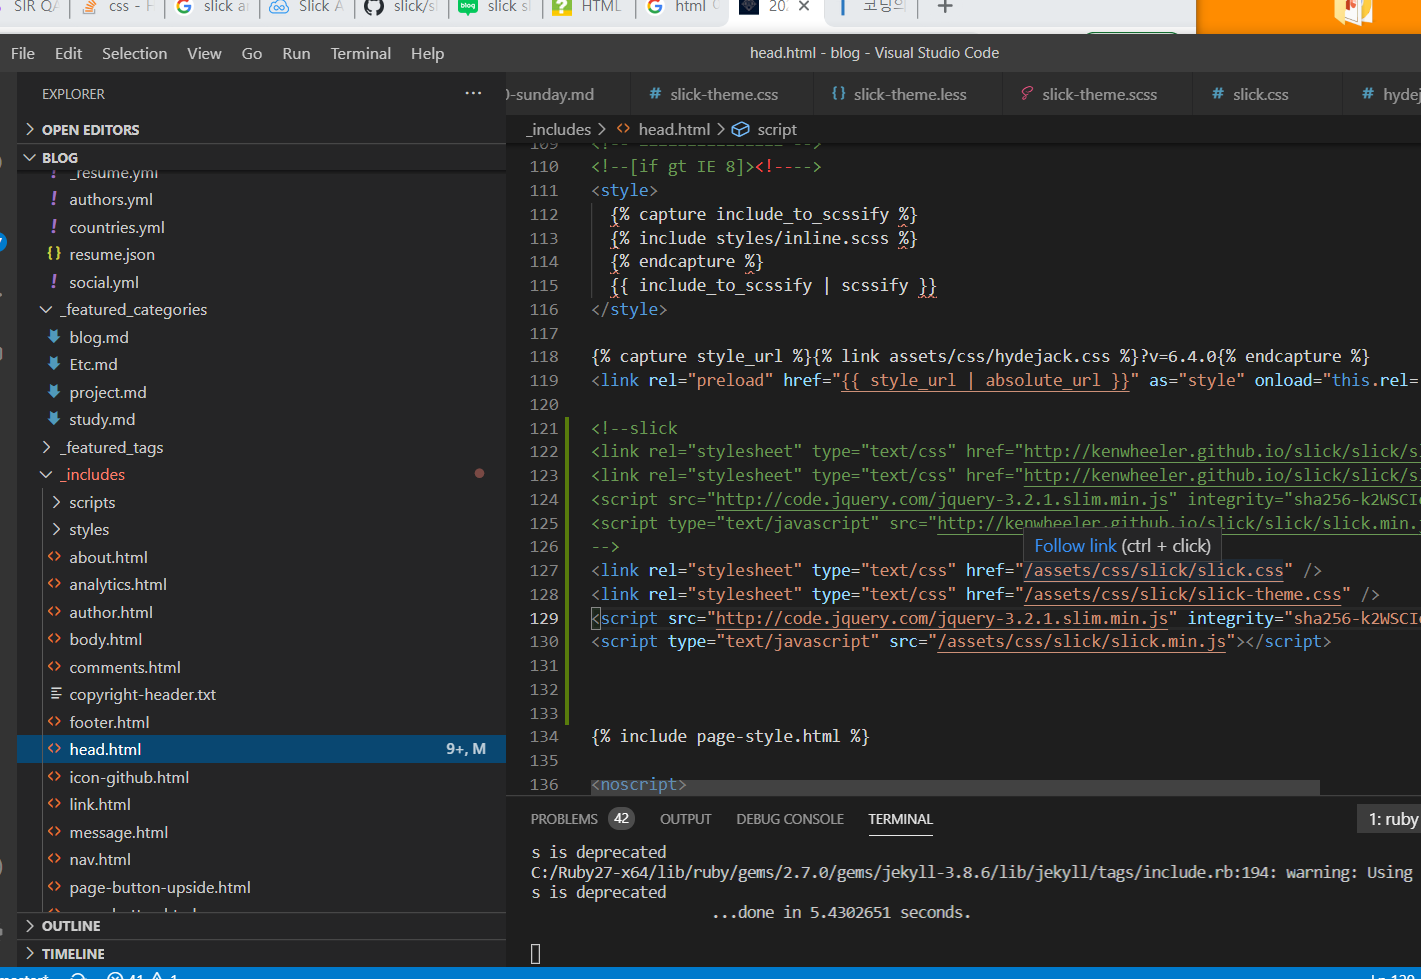 SIR QA
css - F
slick an
Slick A
slick/sl
slick sl
HTML
html C
202
코딩의
File Edit Selection View Go Run Terminal Help
head.html - blog - Visual Studio Code
EXPLORER
OPEN EDITORS
BLOG
_resume.yml
authors.yml
countries.yml
resume.json
social.yml
_featured_categories
blog.md
Etc.md
project.md
study.md
_featured_tags
_includes
scripts
styles
about.html
analytics.html
author.html
body.html
comments.html
copyright-header.txt
footer.html
head.html 9+, M
icon-github.html
link.html
message.html
nav.html
page-button-upside.html
OUTLINE
TIMELINE
0-sunday.md
slick-theme.css
slick-theme.less
slick-theme.scss
slick.css
hydej
_includes > head.html > script
109 <!-- =============== -->
110 <!--[if gt IE 8]><!---->
111 <style>
112 {% capture include_to_scssify %}
113 {% include styles/inline.scss %}
114 {% endcapture %}
115 {{ include_to_scssify | scssify }}
116 </style>
117
118 {% capture style_url %}{% link assets/css/hydejack.css %}?v=6.4.0{% endcapture %}
119 <link rel="preload" href="{{ style_url | absolute_url }}" as="style" onload="this.rel=
120
121 <!--slick
122 <link rel="stylesheet" type="text/css" href="http://kenwheeler.github.io/slick/slick/sl
123 <link rel="stylesheet" type="text/css" href="http://kenwheeler.github.io/slick/slick/sl
124 <script src="http://code.jquery.com/jquery-3.2.1.slim.min.js" integrity="sha256-k2WSCIe
125 <script type="text/javascript" src="http://kenwheeler.github.io/slick/slick/slick.min.j
126 -->
Follow link (ctrl + click)
127 <link rel="stylesheet" type="text/css" href="/assets/css/slick/slick.css" />
128 <link rel="stylesheet" type="text/css" href="/assets/css/slick/slick-theme.css" />
129 <script src="http://code.jquery.com/jquery-3.2.1.slim.min.js" integrity="sha256-k2WSCIe
130 <script type="text/javascript" src="/assets/css/slick/slick.min.js"></script>
131
132
133
134 {% include page-style.html %}
135
136 <noscript>
PROBLEMS 42 OUTPUT DEBUG CONSOLE TERMINAL 1: ruby
s is deprecated
C:/Ruby27-x64/lib/ruby/gems/2.7.0/gems/jekyll-3.8.6/lib/jekyll/tags/include.rb:194: warning: Using
s is deprecated
...done in 5.4302651 seconds.